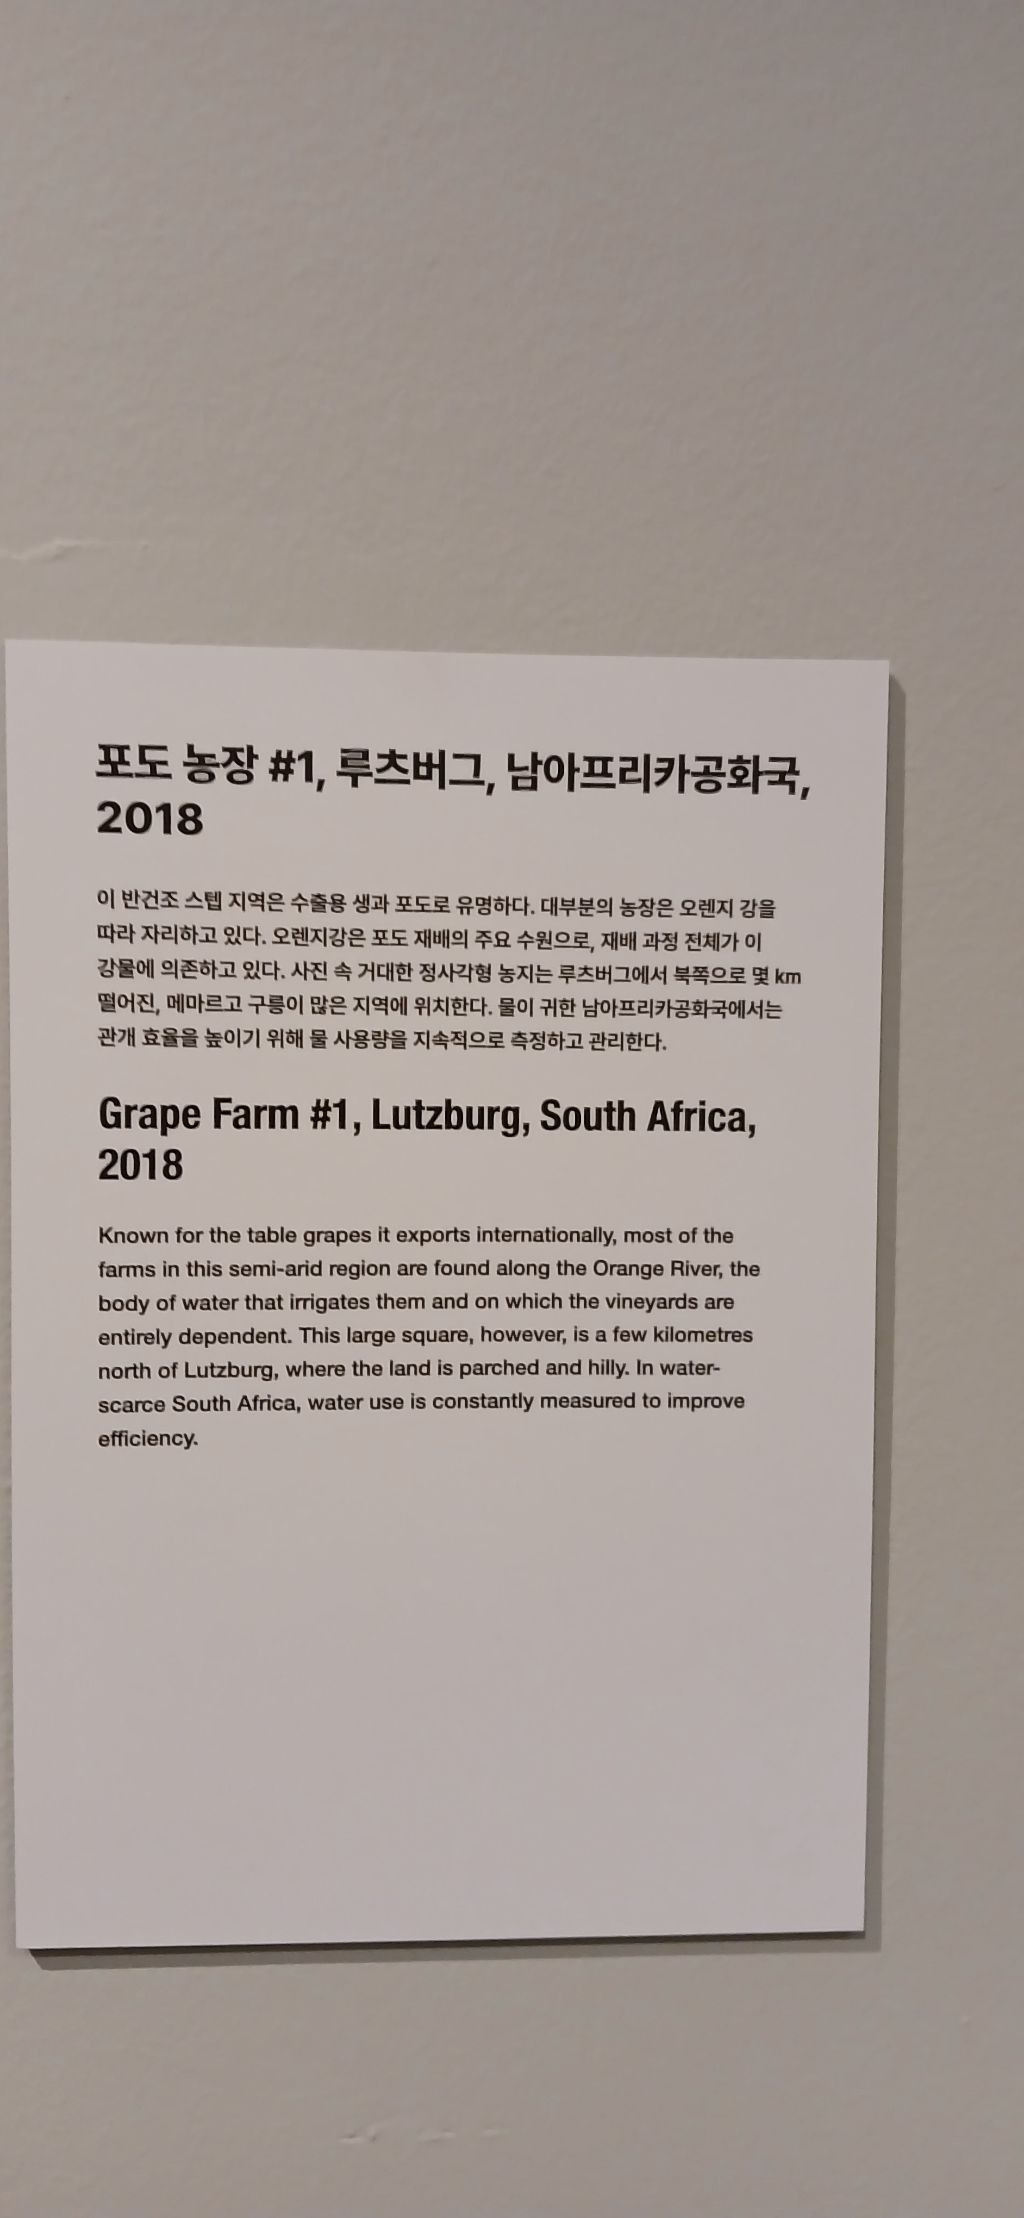 포도 농장 #1, 루츠버그, 남아프리카공화국,
2018
이 반건조 스텝 지역은 수출용 생과 포도로 유명하다. 대부분의 농장은 오렌지 강을
따라 자리하고 있다. 오렌지강은 포도 재배의 주요 수원으로, 재배 과정 전체가 이
강물에 의존하고 있다. 사진 속 거대한 정사각형 농지는 루츠버그에서 북쪽으로 몇 km
떨어진, 메마르고 구릉이 많은 지역에 위치한다. 물이 귀한 남아프리카공화국에서는
관개 효율을 높이기 위해 물 사용량을 지속적으로 측정하고 관리한다.
Grape Farm #1, Lutzburg, South Africa,
2018
Known for the table grapes it exports internationally, most of the
farms in this semi-arid region are found along the Orange River, the
body of water that irrigates them and on which the vineyards are
entirely dependent. This large square, however, is a few kilometres
north of Lutzburg, where the land is parched and hilly. In water-
scarce South Africa, water use is constantly measured to improve
efficiency.